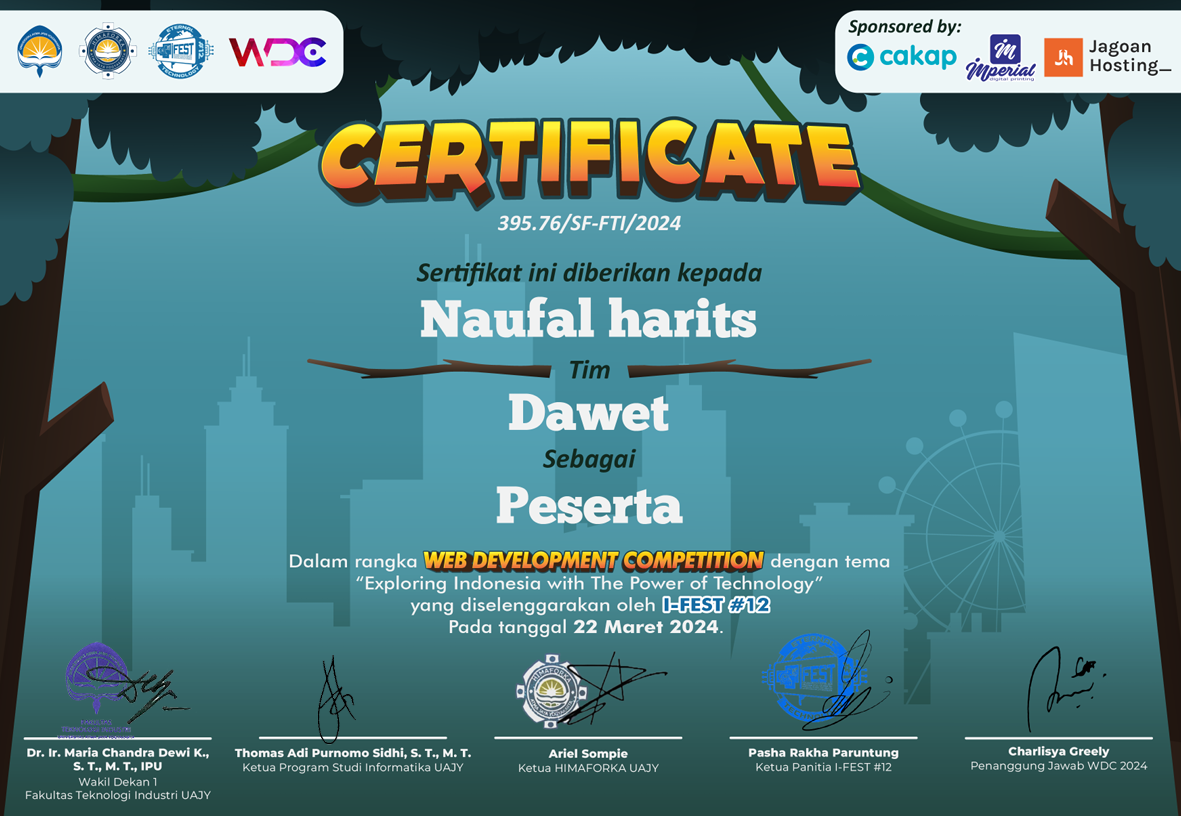 WDC
Sponsored by:
cakap
imperial
digital printing
Jagoan
Hosting_
CERTIFICATE
395.76/SF-FTI/2024
Sertifikat ini diberikan kepada
Naufal harits
Tim
Dawet
Sebagai
Peserta
Dalam rangka WEB DEVELOPMENT COMPETITION dengan tema
“Exploring Indonesia with The Power of Technology”
yang diselenggarakan oleh I-FEST #12
Pada tanggal 22 Maret 2024.
Dr. Ir. Maria Chandra Dewi K.,
S. T., M. T., IPU
Wakil Dekan 1
Fakultas Teknologi Industri UAJY
Thomas Adi Purnomo Sidhi, S. T., M. T.
Ketua Program Studi Informatika UAJY
HIMAFORKA
Ariel Sompie
Ketua HIMAFORKA UAJY
Pasha Rakha Paruntung
Ketua Panitia I-FEST #12
Charlisya Greely
Penanggung Jawab WDC 2024